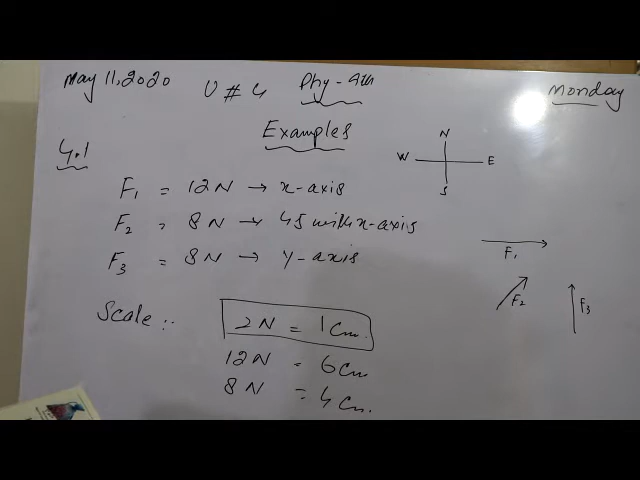 May 11, 2020 U # 4 Phy - 9th Monday
Examples
4.1
N
W E
S
F1 = 12N → x-axis
F2 = 8N → 45 with x-axis
F3 = 8N → y-axis
F1
F2
F3
Scale :-
2N = 1cm.
12N = 6cm
8N = 4cm.